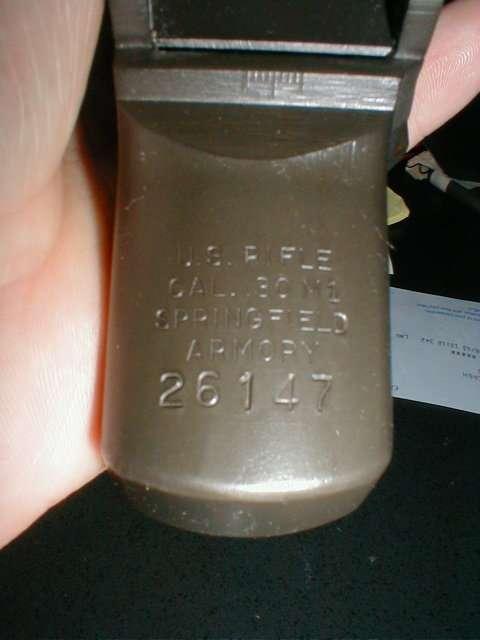 U.S. RIFLE
CAL. .30 M1
SPRINGFIELD
ARMORY
26147